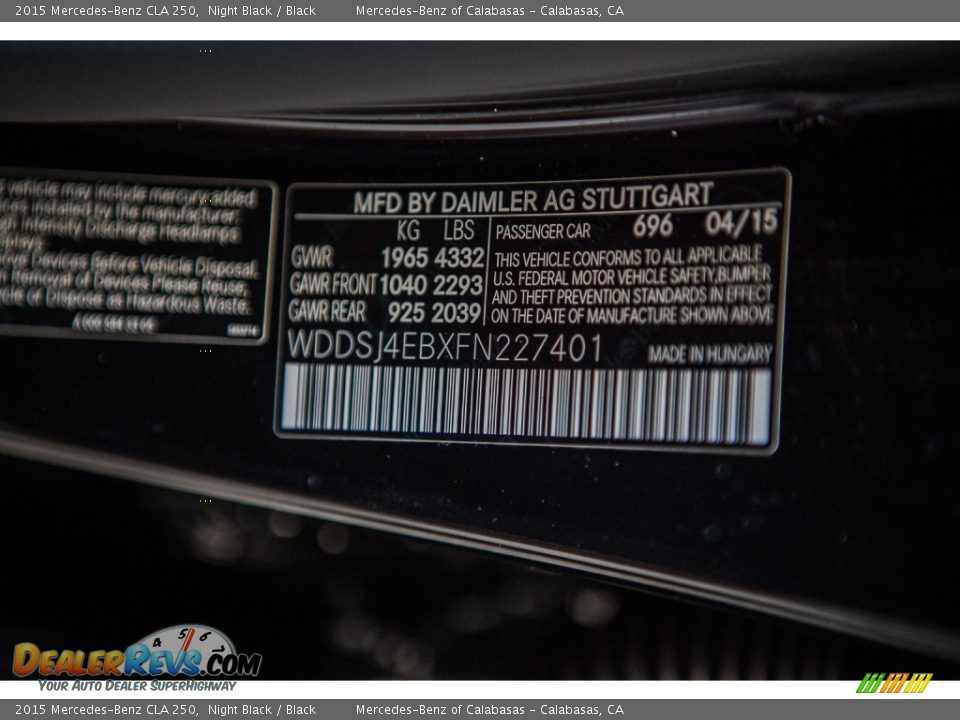 2015 Mercedes-Benz CLA 250,  Night Black / Black  Mercedes-Benz of Calabasas - Calabasas, CA
vehicle may include mercury added
by the manufacturer
Discharge headlamps
Devices Before Vehicle Disposal.
of Devices Please Reuse,
or Dispose as Hazardous Waste.
MFD BY DAIMLER AG STUTTGART
KG LBS
GWR 1965 4332
GAWR FRONT 1040 2293
GAWR REAR 925 2039
PASSENGER CAR 696 04/15
THIS VEHICLE CONFORMS TO ALL APPLICABLE
U.S. FEDERAL MOTOR VEHICLE SAFETY,BUMPER
AND THEFT PREVENTION STANDARDS IN EFFECT
ON THE DATE OF MANUFACTURE SHOWN ABOVE
WDDSJ4EBXFN227401
MADE IN HUNGARY
4 5 6
DEALERREVS.COM
YOUR AUTO DEALER SUPERHIGHWAY
2015 Mercedes-Benz CLA 250,  Night Black / Black  Mercedes-Benz of Calabasas - Calabasas, CA